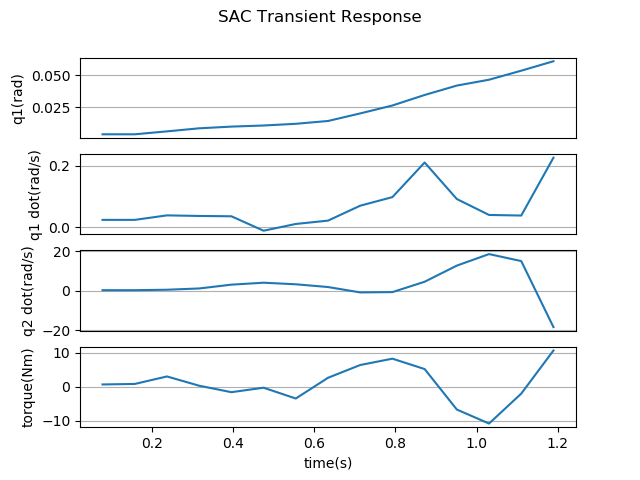 SAC Transient Response
0.050
0.025
q1(rad)
0.2
0.0
q1 dot(rad/s)
20
0
−20
q2 dot(rad/s)
10
0
−10
torque(Nm)
0.2 0.4 0.6 0.8 1.0 1.2
time(s)